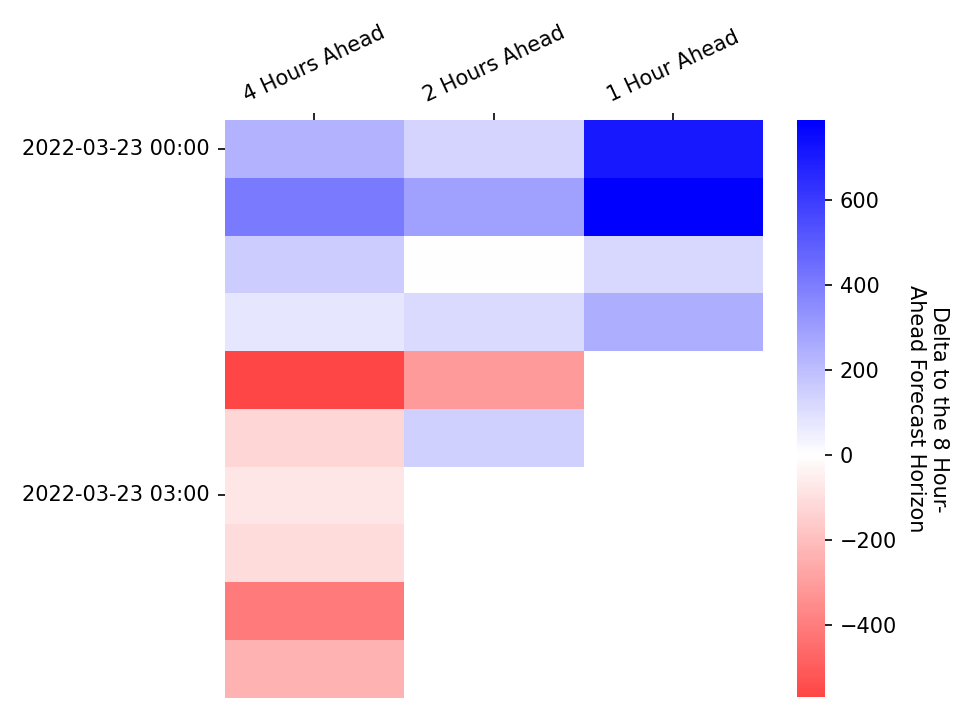 4 Hours Ahead
2 Hours Ahead
1 Hour Ahead
2022-03-23 00:00
2022-03-23 03:00
600
400
200
0
−200
−400
Delta to the 8 Hour-
Ahead Forecast Horizon